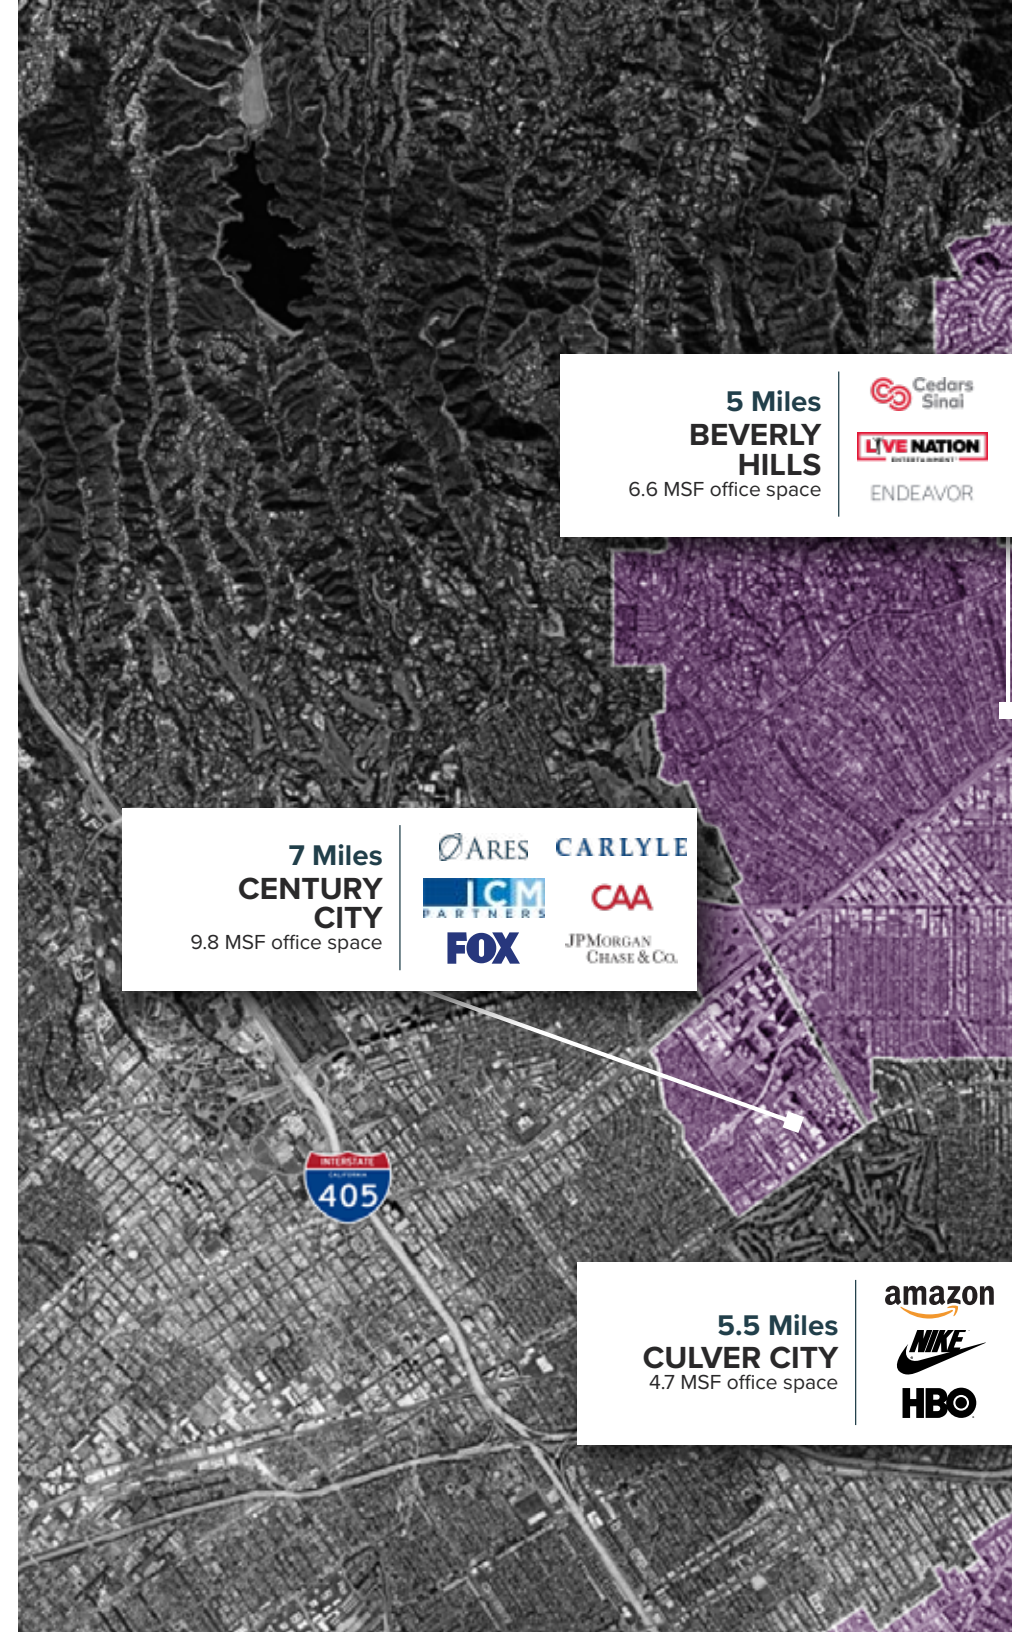 5 Miles
BEVERLY
HILLS
6.6 MSF office space
Cedars
Sinai
LIVE NATION
ENTERTAINMENT
ENDEAVOR
7 Miles
CENTURY
CITY
9.8 MSF office space
ARES
CARLYLE
ICM
PARTNERS
CAA
FOX
JPMORGAN
CHASE & CO.
INTERSTATE
CALIFORNIA
405
5.5 Miles
CULVER CITY
4.7 MSF office space
amazon
NIKE
HBO